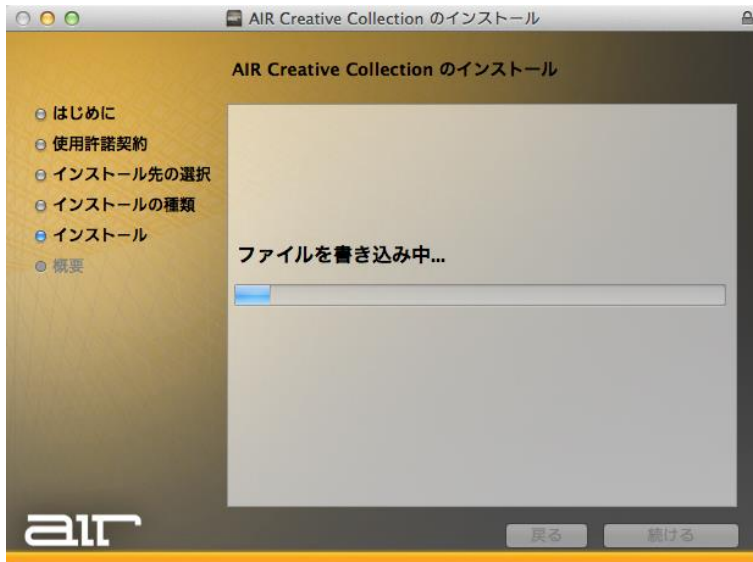 AIR Creative Collection のインストール
AIR Creative Collection のインストール
はじめに
使用許諾契約
インストール先の選択
インストールの種類
インストール
概要
ファイルを書き込み中...
air
戻る
続ける